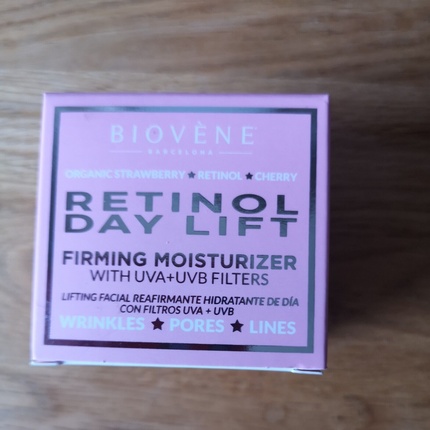 BIOVÈNE
BARCELONA
ORGANIC STRAWBERRY ★ RETINOL ★ CHERRY
RETINOL
DAY LIFT
FIRMING MOISTURIZER
WITH UVA+UVB FILTERS
LIFTING FACIAL REAFIRMANTE HIDRATANTE DE DÍA
CON FILTROS UVA + UVB
WRINKLES ★ PORES ★ LINES